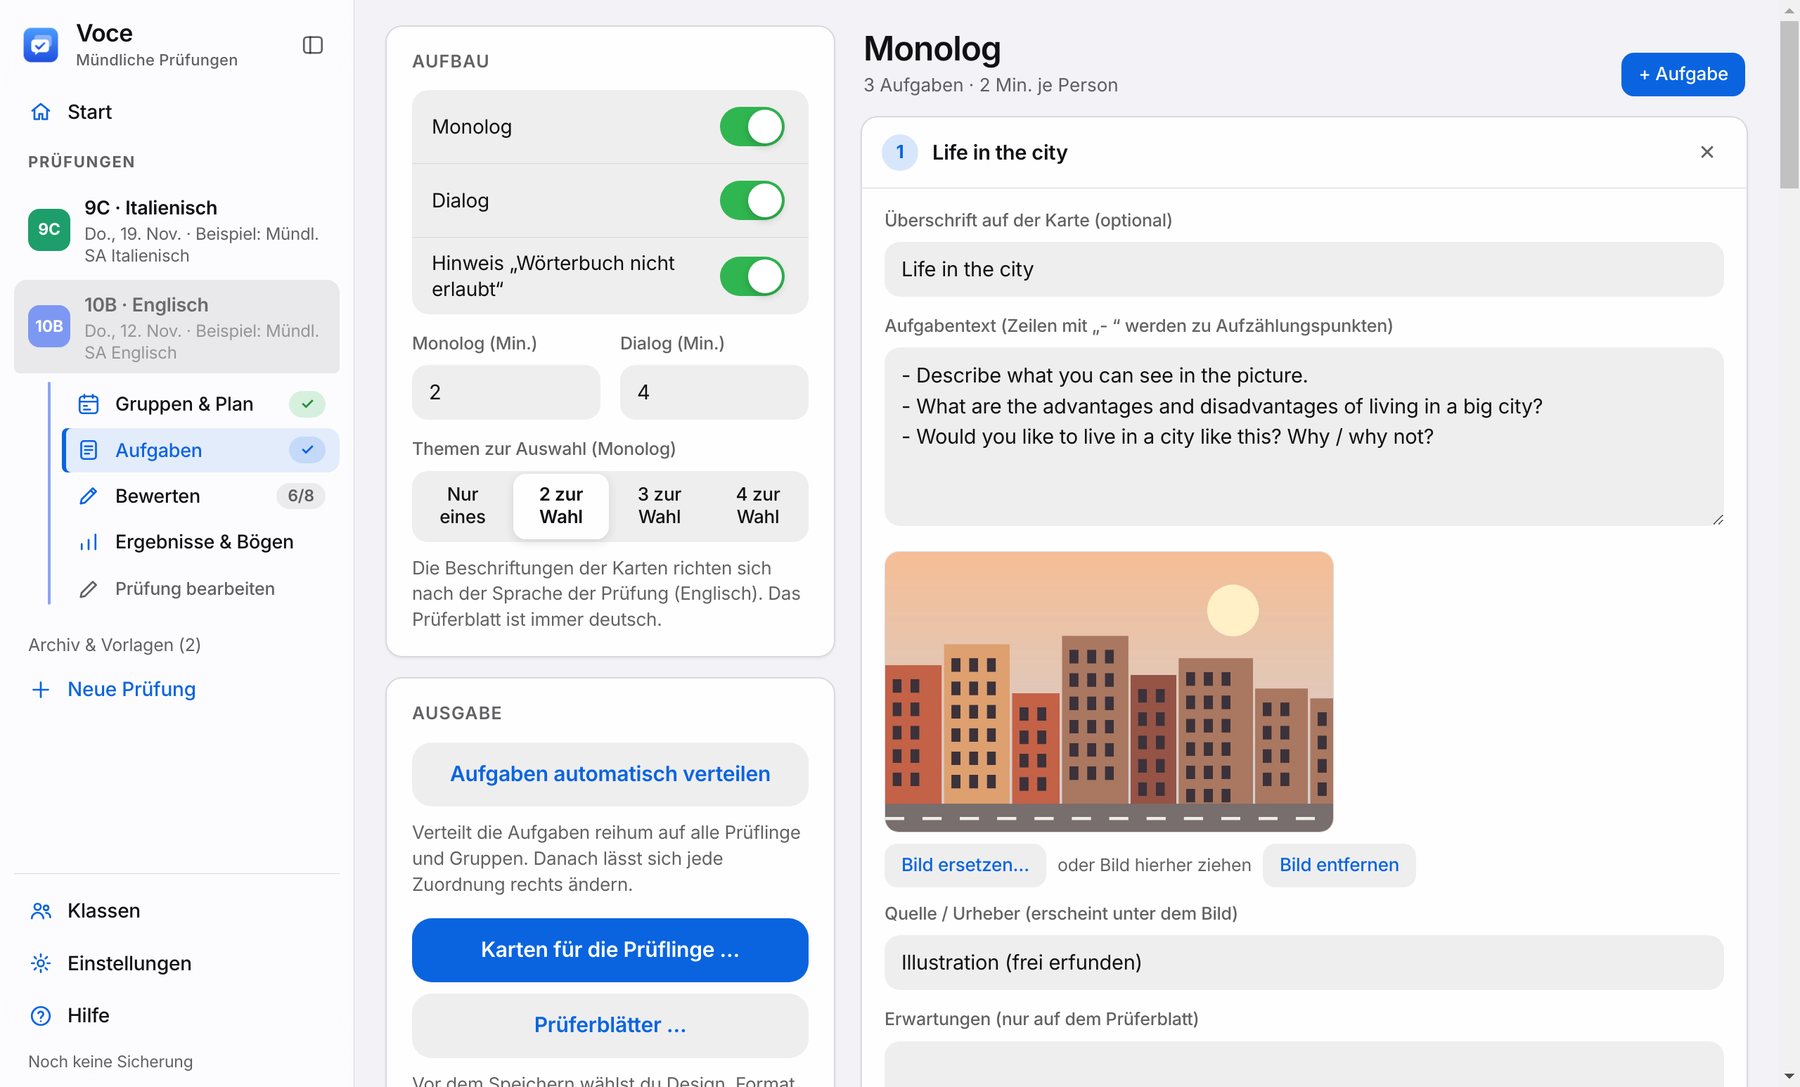 Voce
Mündliche Prüfungen
Start
PRÜFUNGEN
9C
9C · Italienisch
Do., 19. Nov. · Beispiel: Mündl.
SA Italienisch
10B
10B · Englisch
Do., 12. Nov. · Beispiel: Mündl.
SA Englisch
Gruppen & Plan
Aufgaben
Bewerten
6/8
Ergebnisse & Bögen
Prüfung bearbeiten
Archiv & Vorlagen (2)
Neue Prüfung
Klassen
Einstellungen
Hilfe
Noch keine Sicherung
AUFBAU
Monolog
Dialog
Hinweis „Wörterbuch nicht
erlaubt“
Monolog (Min.)
Dialog (Min.)
2
4
Themen zur Auswahl (Monolog)
Nur
eines
2 zur
Wahl
3 zur
Wahl
4 zur
Wahl
Die Beschriftungen der Karten richten sich
nach der Sprache der Prüfung (Englisch). Das
Prüferblatt ist immer deutsch.
AUSGABE
Aufgaben automatisch verteilen
Verteilt die Aufgaben reihum auf alle Prüflinge
und Gruppen. Danach lässt sich jede
Zuordnung rechts ändern.
Karten für die Prüflinge ...
Prüferblätter ...
Vor dem Speichern wählst du Design, Format
Monolog
3 Aufgaben · 2 Min. je Person
+ Aufgabe
1
Life in the city
Überschrift auf der Karte (optional)
Life in the city
Aufgabentext (Zeilen mit „- “ werden zu Aufzählungspunkten)
- Describe what you can see in the picture.
- What are the advantages and disadvantages of living in a big city?
- Would you like to live in a city like this? Why / why not?
Bild ersetzen...
oder Bild hierher ziehen
Bild entfernen
Quelle / Urheber (erscheint unter dem Bild)
Illustration (frei erfunden)
Erwartungen (nur auf dem Prüferblatt)